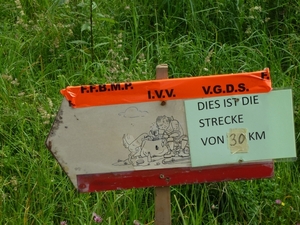 F.F.B.M.P. I.V.V. V.G.D.S. F
DIES IST DIE
STRECKE
VON 30 KM